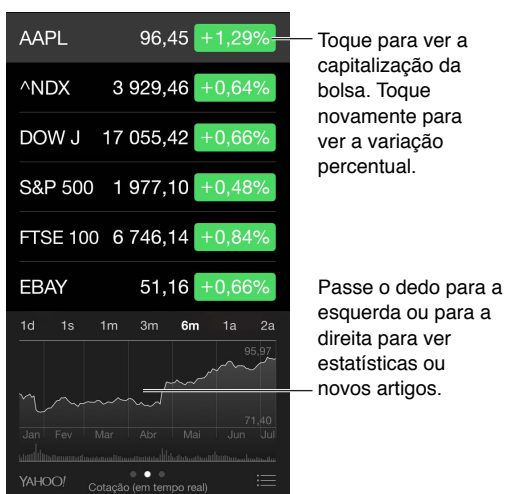 AAPL 96,45 +1,29%
^NDX 3 929,46 +0,64%
DOW J 17 055,42 +0,66%
S&P 500 1 977,10 +0,48%
FTSE 100 6 746,14 +0,84%
EBAY 51,16 +0,66%
1d 1s 1m 3m 6m 1a 2a
95,97
71,40
Jan Fev Mar Abr Mai Jun Jul
YAHOO!
Cotação (em tempo real)
Toque para ver a
capitalização da
bolsa. Toque
novamente para
ver a variação
percentual.
Passe o dedo para a
esquerda ou para a
direita para ver
estatísticas ou
novos artigos.